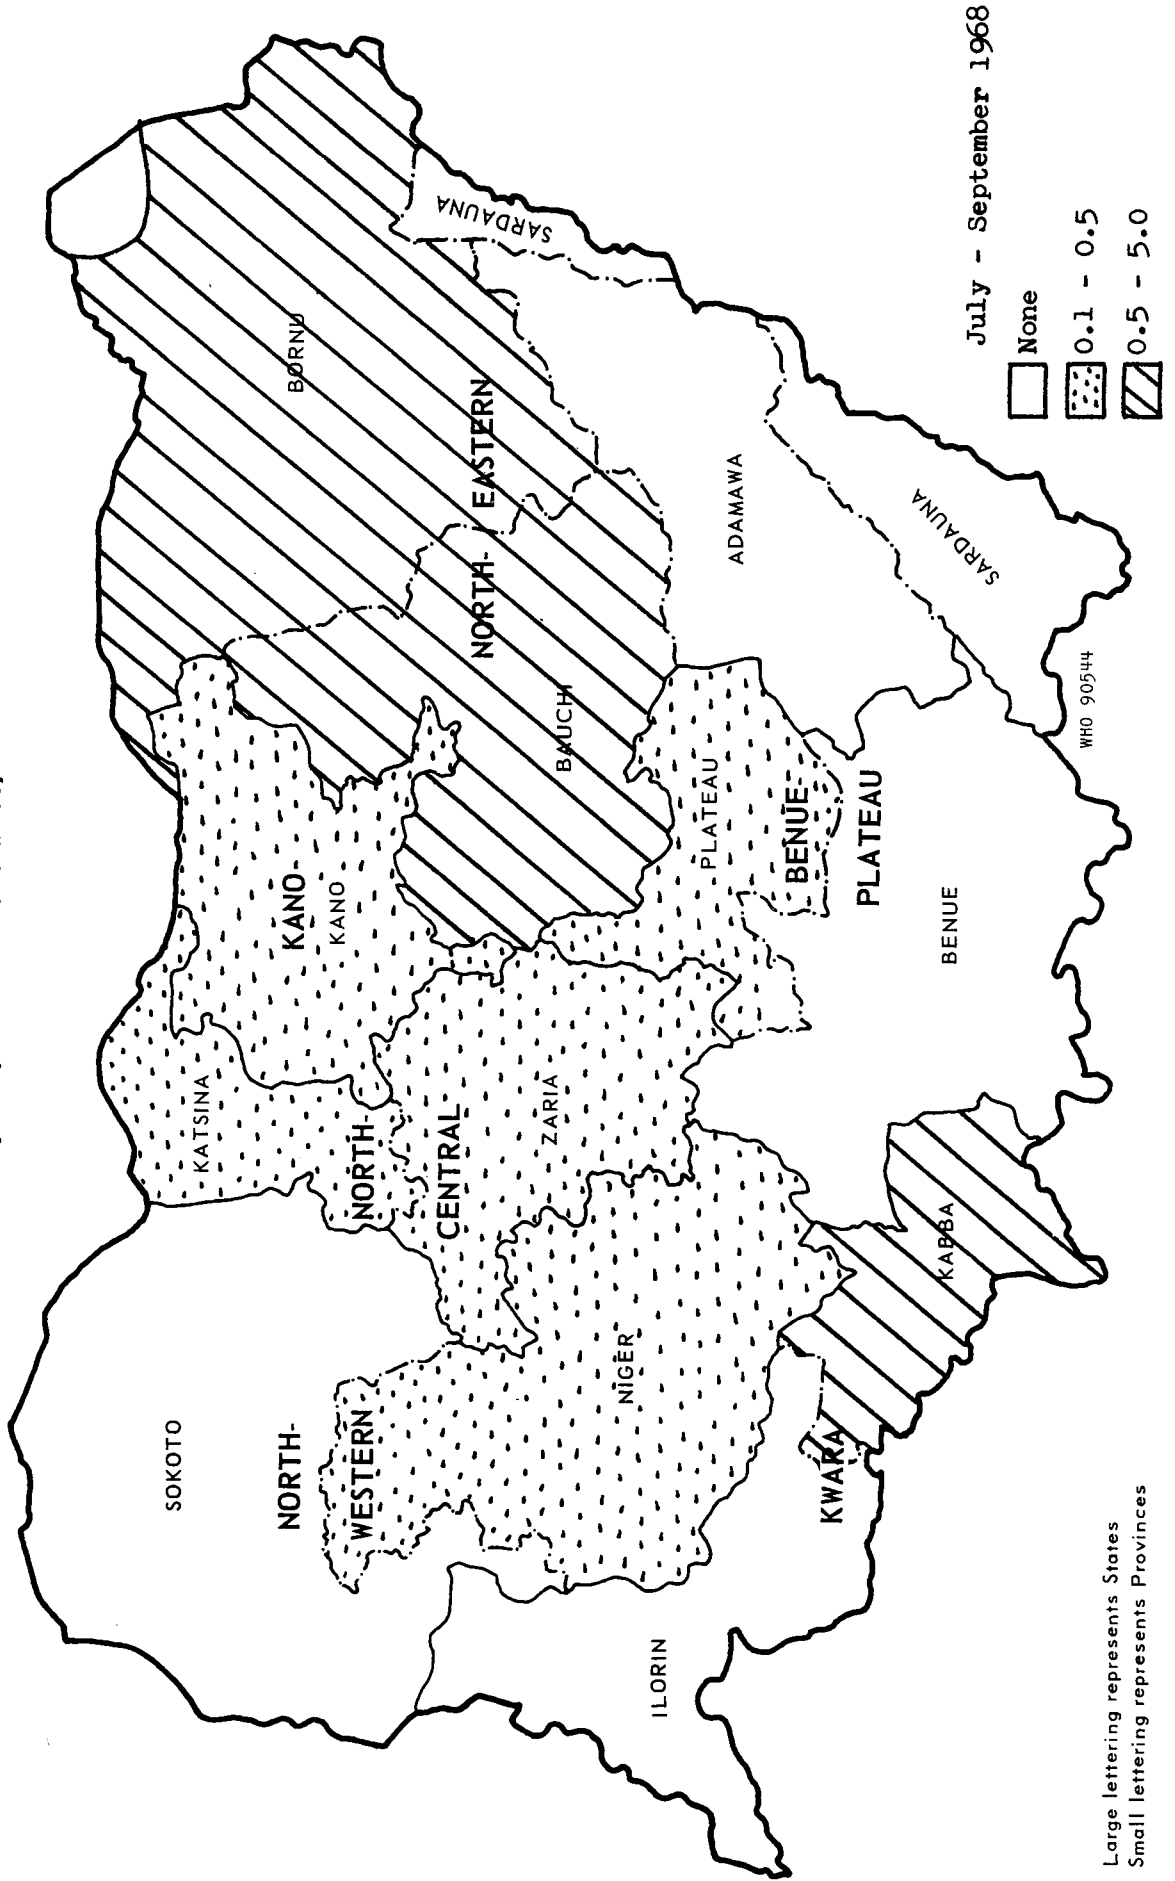 SOKOTO
NORTH-
WESTERN
KATSINA
NORTH-
CENTRAL
ZARIA
KANO
KANO
BORNU
NORTH- EASTERN
BAUCHI
SARDAUNA
ADAMAWA
SARDAUNA
NIGER
ILORIN
KWARA
KABBA
PLATEAU
BENUE-
PLATEAU
BENUE
WHO 90544
July - September 1968
None
0.1 - 0.5
0.5 - 5.0
Large lettering represents States
Small lettering represents Provinces